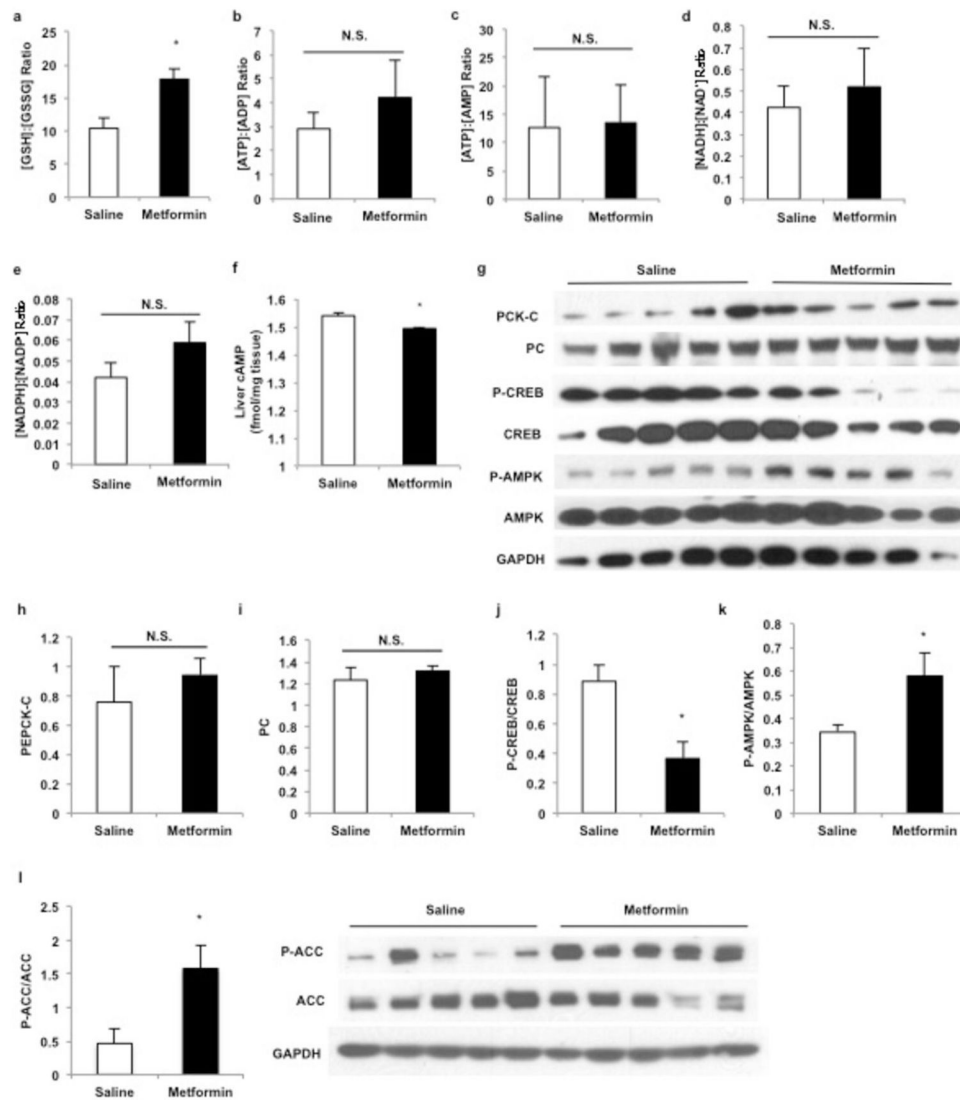 a
[GSH]:[GSSG] Ratio
25
20
15
10
5
0
*
Saline
Metformin
b
[ATP]:[ADP] Ratio
7
6
5
4
3
2
1
0
N.S.
Saline
Metformin
c
[ATP]:[AMP] Ratio
30
25
20
15
10
5
0
N.S.
Saline
Metformin
d
[NADH]:[NAD⁺] Ratio
0.8
0.7
0.6
0.5
0.4
0.3
0.2
0.1
0
N.S.
Saline
Metformin
e
[NADPH]:[NADP⁺] Ratio
0.08
0.07
0.06
0.05
0.04
0.03
0.02
0.01
0
N.S.
Saline
Metformin
f
Liver cAMP
(fmol/mg tissue)
1.6
1.5
1.4
1.3
1.2
1.1
1
*
Saline
Metformin
g
Saline
Metformin
PCK-C
PC
P-CREB
CREB
P-AMPK
AMPK
GAPDH
h
PEPCK-C
1.2
1
0.8
0.6
0.4
0.2
0
N.S.
Saline
Metformin
i
PC
1.6
1.4
1.2
1
0.8
0.6
0.4
0.2
0
N.S.
Saline
Metformin
j
P-CREB/CREB
1.2
1
0.8
0.6
0.4
0.2
0
*
Saline
Metformin
k
P-AMPK/AMPK
0.8
0.7
0.6
0.5
0.4
0.3
0.2
0.1
0
*
Saline
Metformin
l
P-ACC/ACC
2.5
2
1.5
1
0.5
0
*
Saline
Metformin
Saline
Metformin
P-ACC
ACC
GAPDH